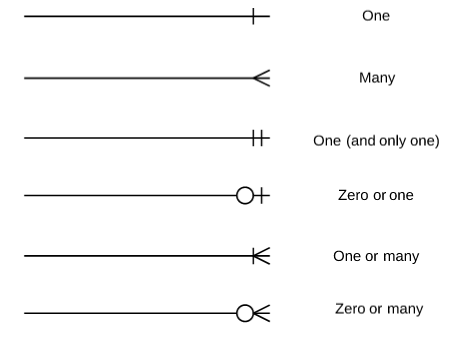 One
Many
One (and only one)
Zero or one
One or many
Zero or many